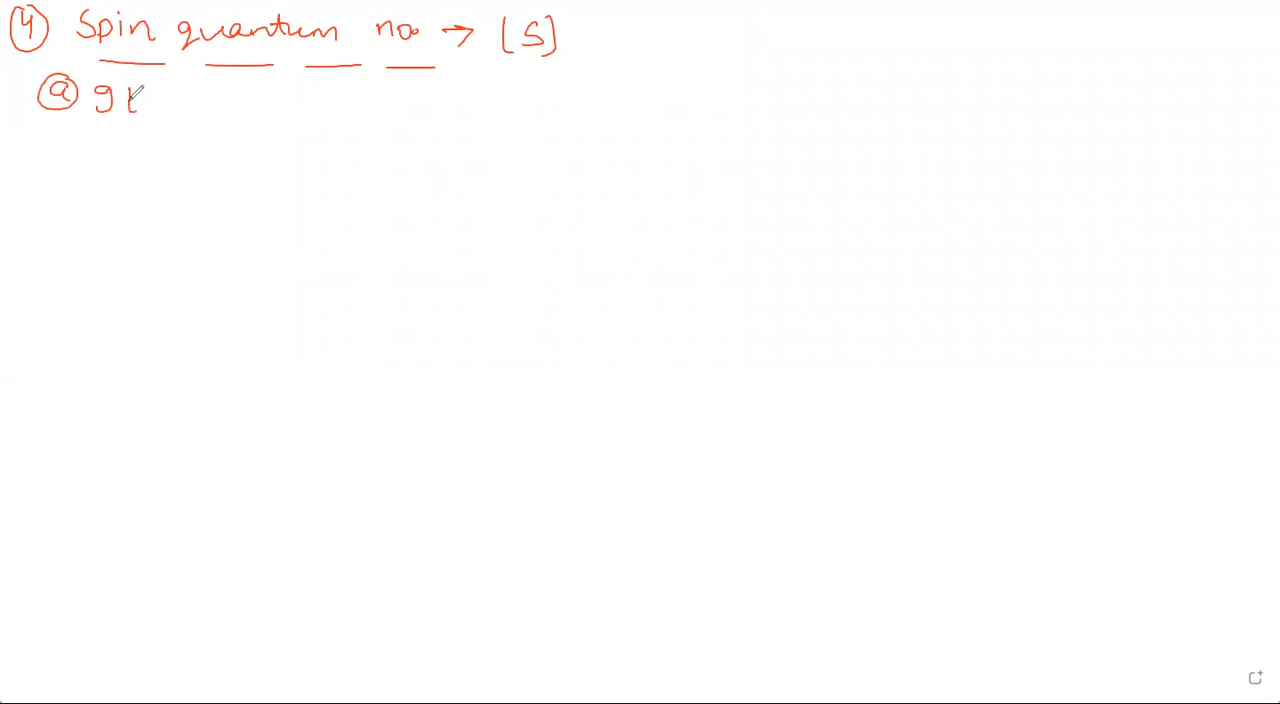 ④ Spin quantum no. → [S]
ⓐ